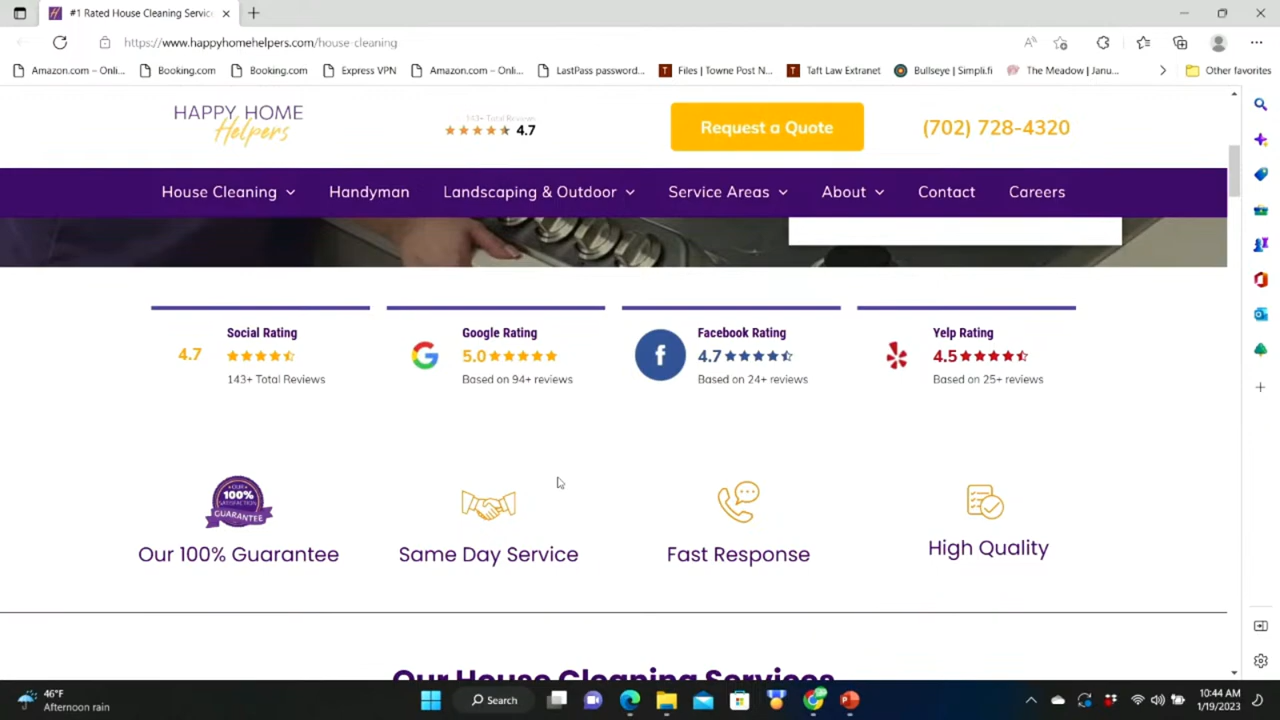 #1 Rated House Cleaning Servic
https://www.happyhomehelpers.com/house-cleaning
Amazon.com – Onli...
Booking.com
Booking.com
Express VPN
Amazon.com – Onli...
LastPass password...
Files | Towne Post N...
Taft Law Extranet
Bullseye | Simpli.fi
The Meadow | Janu...
Other favorites
HAPPY HOME
Helpers
143+ Total Reviews
4.7
Request a Quote
(702) 728-4320
House Cleaning
Handyman
Landscaping & Outdoor
Service Areas
About
Contact
Careers
Social Rating
4.7
143+ Total Reviews
Google Rating
5.0
Based on 94+ reviews
Facebook Rating
4.7
Based on 24+ reviews
Yelp Rating
4.5
Based on 25+ reviews
OUR
100%
SATISFACTION
GUARANTEE
Our 100% Guarantee
Same Day Service
Fast Response
High Quality
Our House Cleaning Services
46°F
Afternoon rain
Search
10:44 AM
1/19/2023